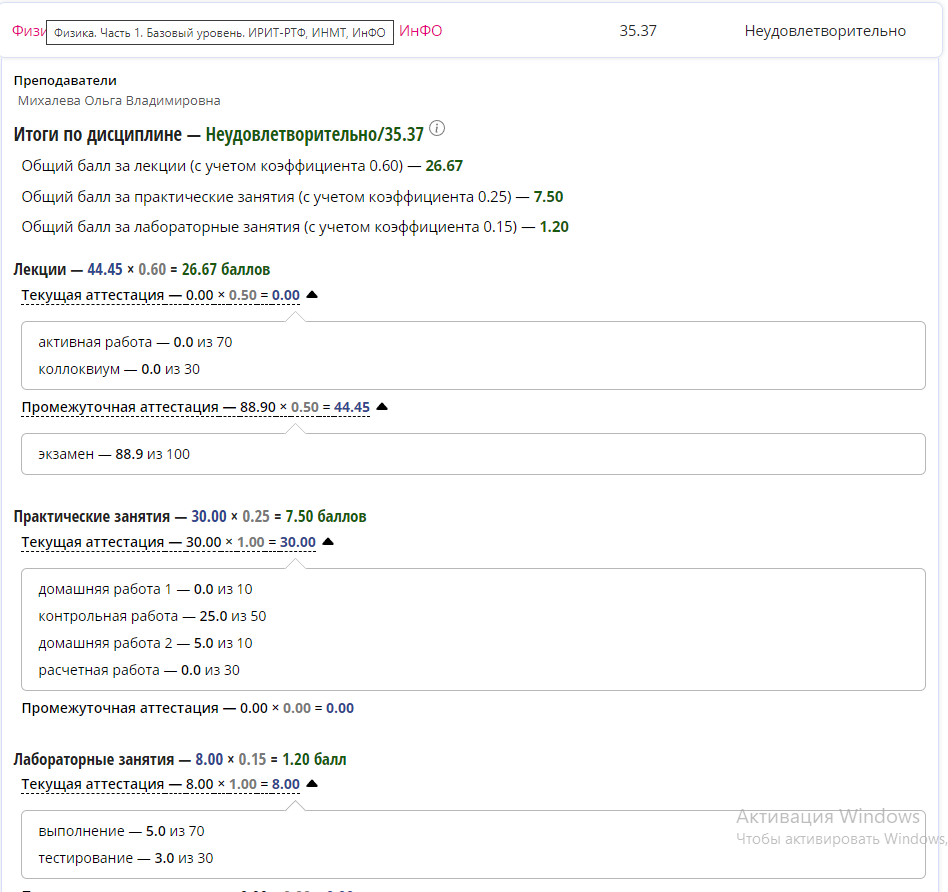 Физи
Физика. Часть 1. Базовый уровень. ИРИТ-РТФ, ИНМТ, ИнФО
ИнФО
35.37
Неудовлетворительно
Преподаватели
Михалева Ольга Владимировна
Итоги по дисциплине — Неудовлетворительно/35.37 i
Общий балл за лекции (с учетом коэффициента 0.60) — 26.67
Общий балл за практические занятия (с учетом коэффициента 0.25) — 7.50
Общий балл за лабораторные занятия (с учетом коэффициента 0.15) — 1.20
Лекции — 44.45 × 0.60 = 26.67 баллов
Текущая аттестация — 0.00 × 0.50 = 0.00
активная работа — 0.0 из 70
коллоквиум — 0.0 из 30
Промежуточная аттестация — 88.90 × 0.50 = 44.45
экзамен — 88.9 из 100
Практические занятия — 30.00 × 0.25 = 7.50 баллов
Текущая аттестация — 30.00 × 1.00 = 30.00
домашняя работа 1 — 0.0 из 10
контрольная работа — 25.0 из 50
домашняя работа 2 — 5.0 из 10
расчетная работа — 0.0 из 30
Промежуточная аттестация — 0.00 × 0.00 = 0.00
Лабораторные занятия — 8.00 × 0.15 = 1.20 балл
Текущая аттестация — 8.00 × 1.00 = 8.00
выполнение — 5.0 из 70
тестирование — 3.0 из 30
Активация Windows
Чтобы активировать Windows,